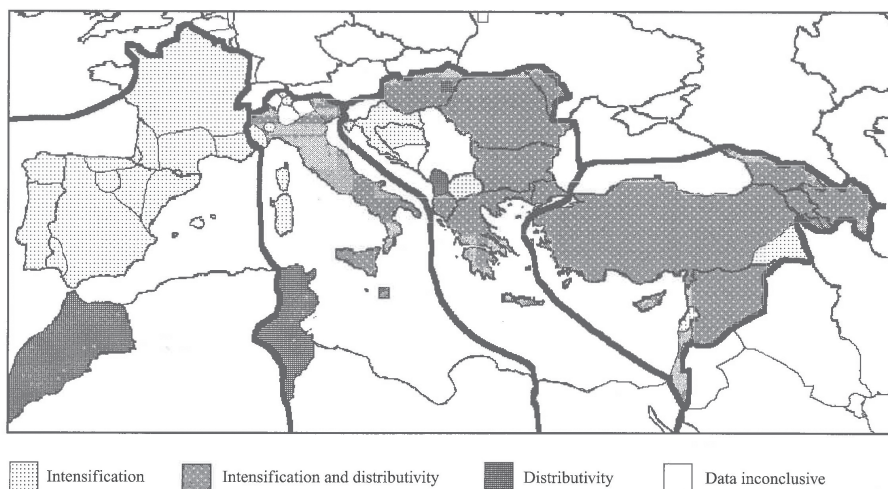 Intensification
Intensification and distributivity
Distributivity
Data inconclusive